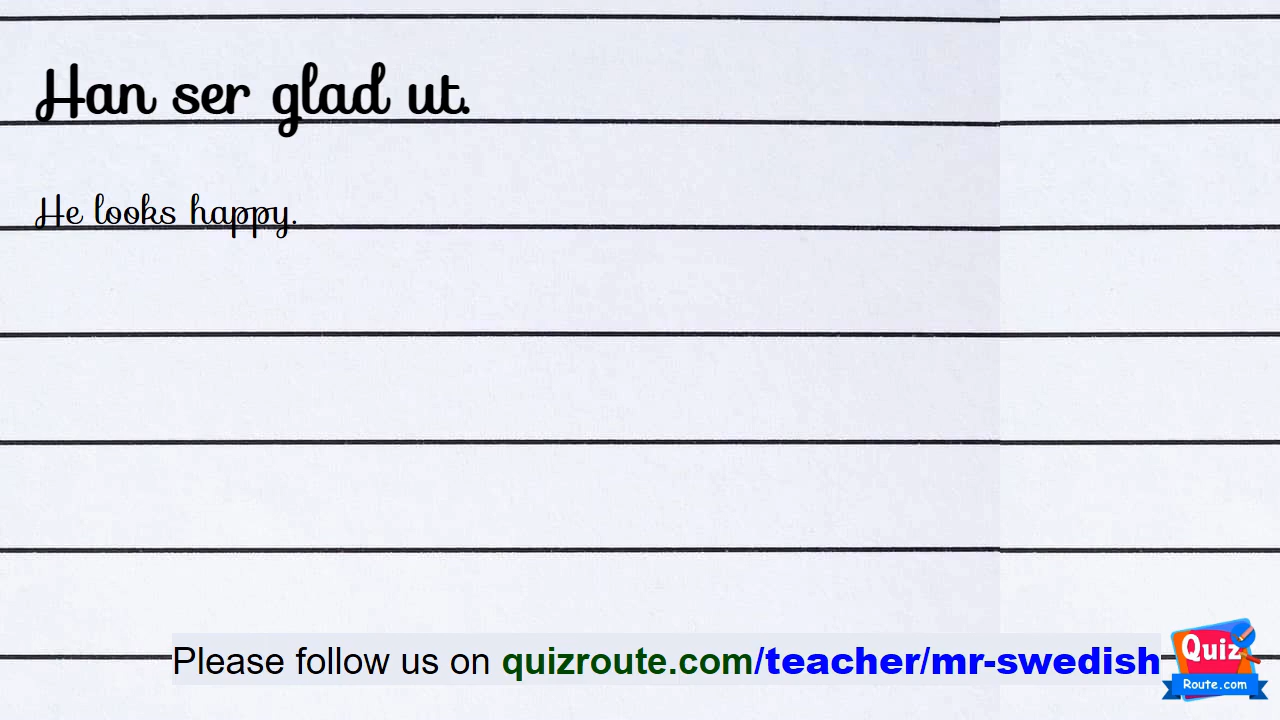 Han ser glad ut.
He looks happy.
Please follow us on quizroute.com/teacher/mr-swedish
Quiz
Route.com